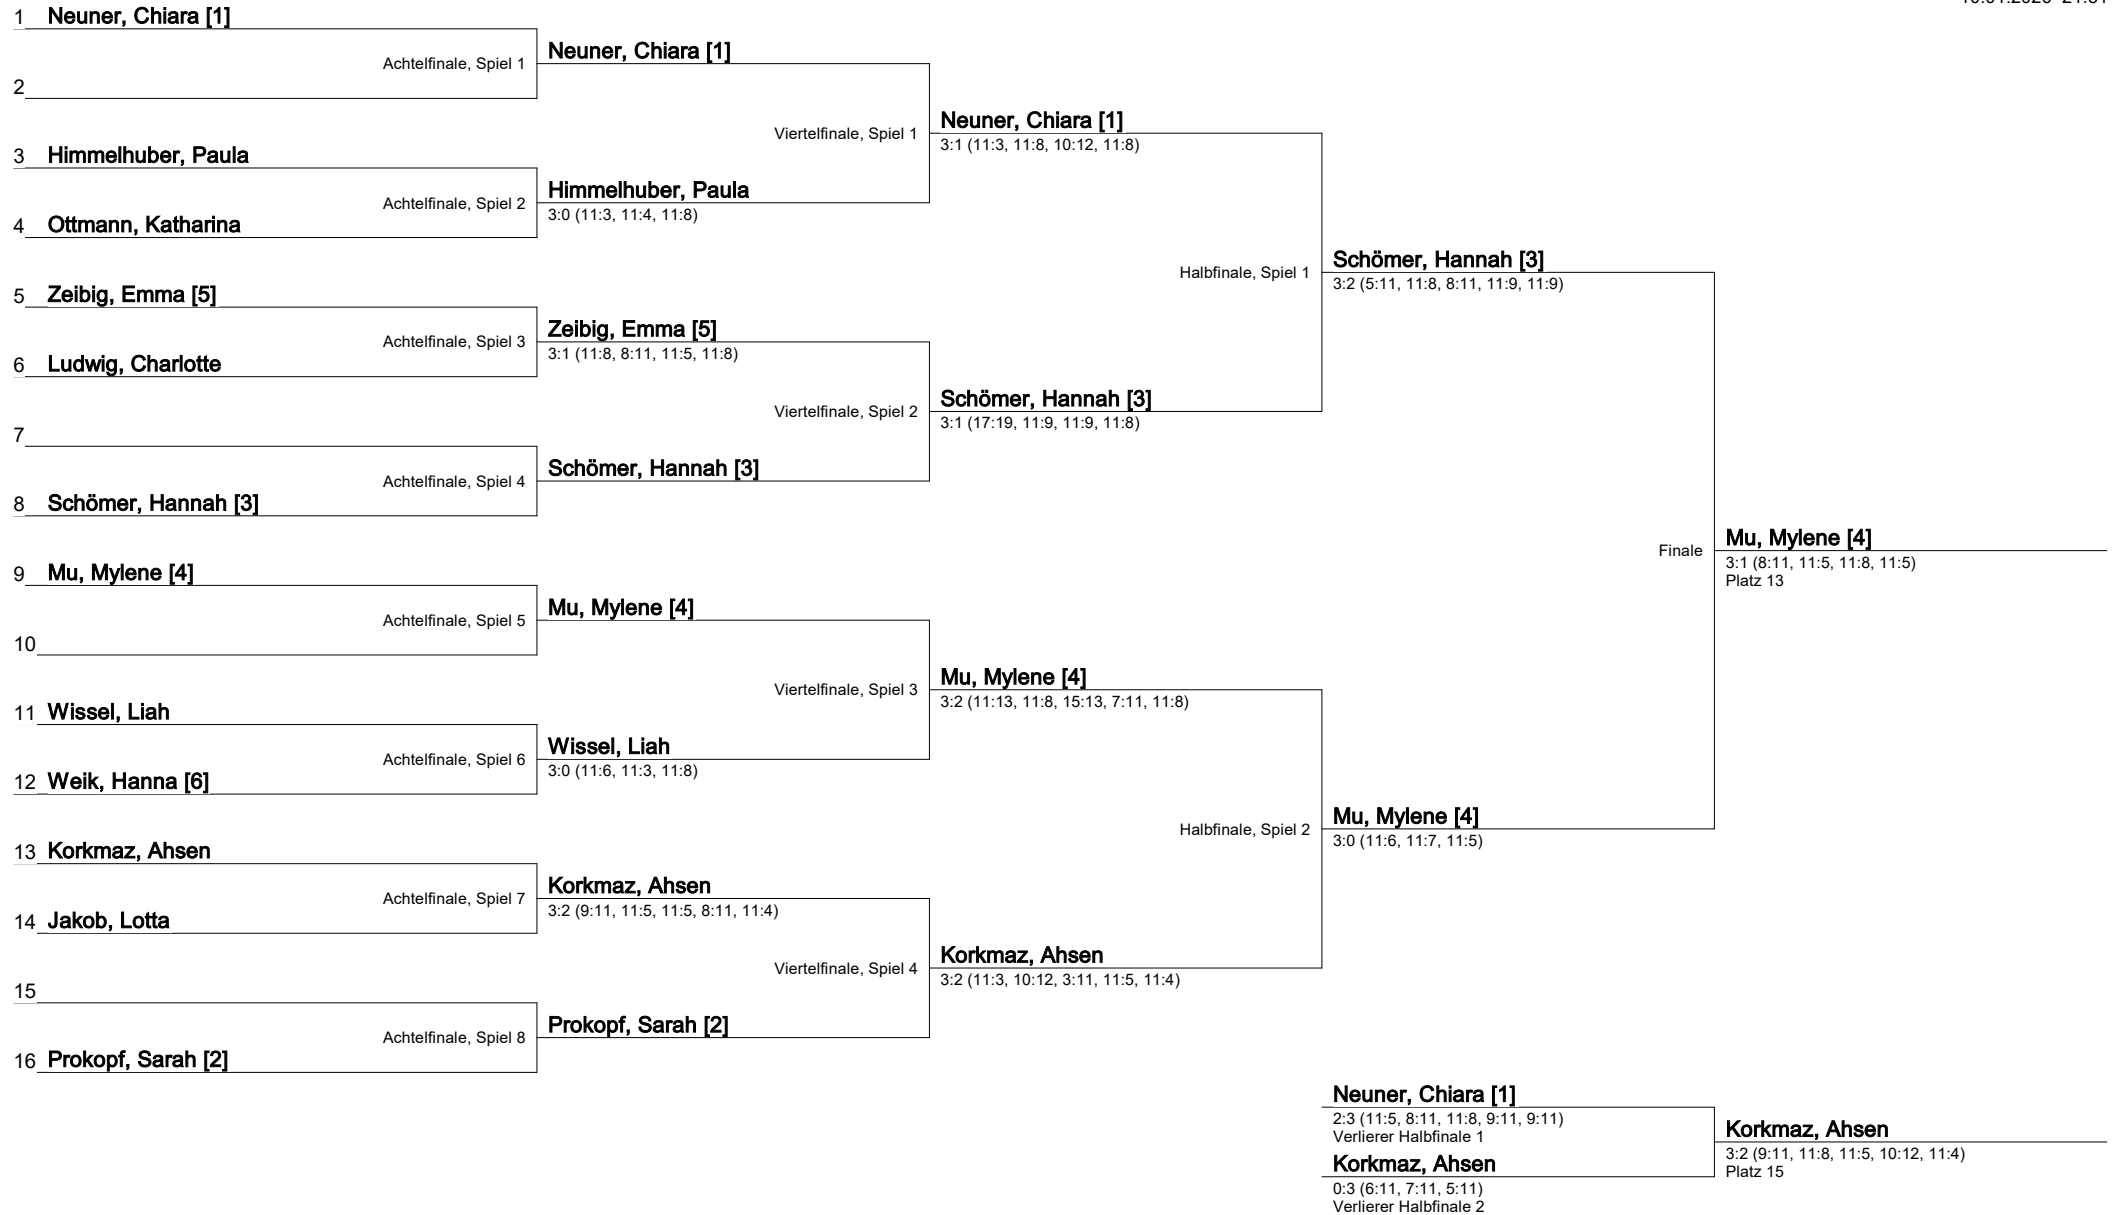 1 Neuner, Chiara [1]
Achtelfinale, Spiel 1
Neuner, Chiara [1]
2
Viertelfinale, Spiel 1
Neuner, Chiara [1]
3:1 (11:3, 11:8, 10:12, 11:8)
3 Himmelhuber, Paula
Achtelfinale, Spiel 2
Himmelhuber, Paula
3:0 (11:3, 11:4, 11:8)
4 Ottmann, Katharina
Halbfinale, Spiel 1
Schömer, Hannah [3]
3:2 (5:11, 11:8, 8:11, 11:9, 11:9)
5 Zeibig, Emma [5]
Achtelfinale, Spiel 3
Zeibig, Emma [5]
3:1 (11:8, 8:11, 11:5, 11:8)
6 Ludwig, Charlotte
Viertelfinale, Spiel 2
Schömer, Hannah [3]
3:1 (17:19, 11:9, 11:9, 11:8)
7
Achtelfinale, Spiel 4
Schömer, Hannah [3]
8 Schömer, Hannah [3]
Finale
Mu, Mylene [4]
3:1 (8:11, 11:5, 11:8, 11:5)
Platz 13
9 Mu, Mylene [4]
Achtelfinale, Spiel 5
Mu, Mylene [4]
10
Viertelfinale, Spiel 3
Mu, Mylene [4]
3:2 (11:13, 11:8, 15:13, 7:11, 11:8)
11 Wissel, Liah
Achtelfinale, Spiel 6
Wissel, Liah
3:0 (11:6, 11:3, 11:8)
12 Weik, Hanna [6]
Halbfinale, Spiel 2
Mu, Mylene [4]
3:0 (11:6, 11:7, 11:5)
13 Korkmaz, Ahsen
Achtelfinale, Spiel 7
Korkmaz, Ahsen
3:2 (9:11, 11:5, 11:5, 8:11, 11:4)
14 Jakob, Lotta
Viertelfinale, Spiel 4
Korkmaz, Ahsen
3:2 (11:3, 10:12, 3:11, 11:5, 11:4)
15
Achtelfinale, Spiel 8
Prokopf, Sarah [2]
16 Prokopf, Sarah [2]
Neuner, Chiara [1]
2:3 (11:5, 8:11, 11:8, 9:11, 9:11)
Verlierer Halbfinale 1
Korkmaz, Ahsen
3:2 (9:11, 11:8, 11:5, 10:12, 11:4)
Platz 15
Korkmaz, Ahsen
0:3 (6:11, 7:11, 5:11)
Verlierer Halbfinale 2